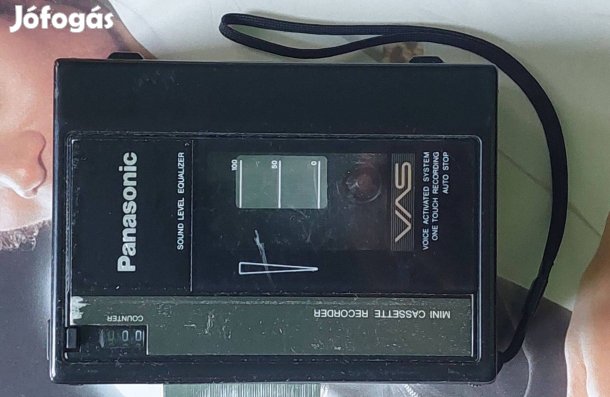 Jófogás
Panasonic
SOUND LEVEL EQUALIZER
100
50
0
VAS
VOICE ACTIVATED SYSTEM
ONE TOUCH RECORDING
AUTO STOP
MINI CASSETTE RECORDER
COUNTER